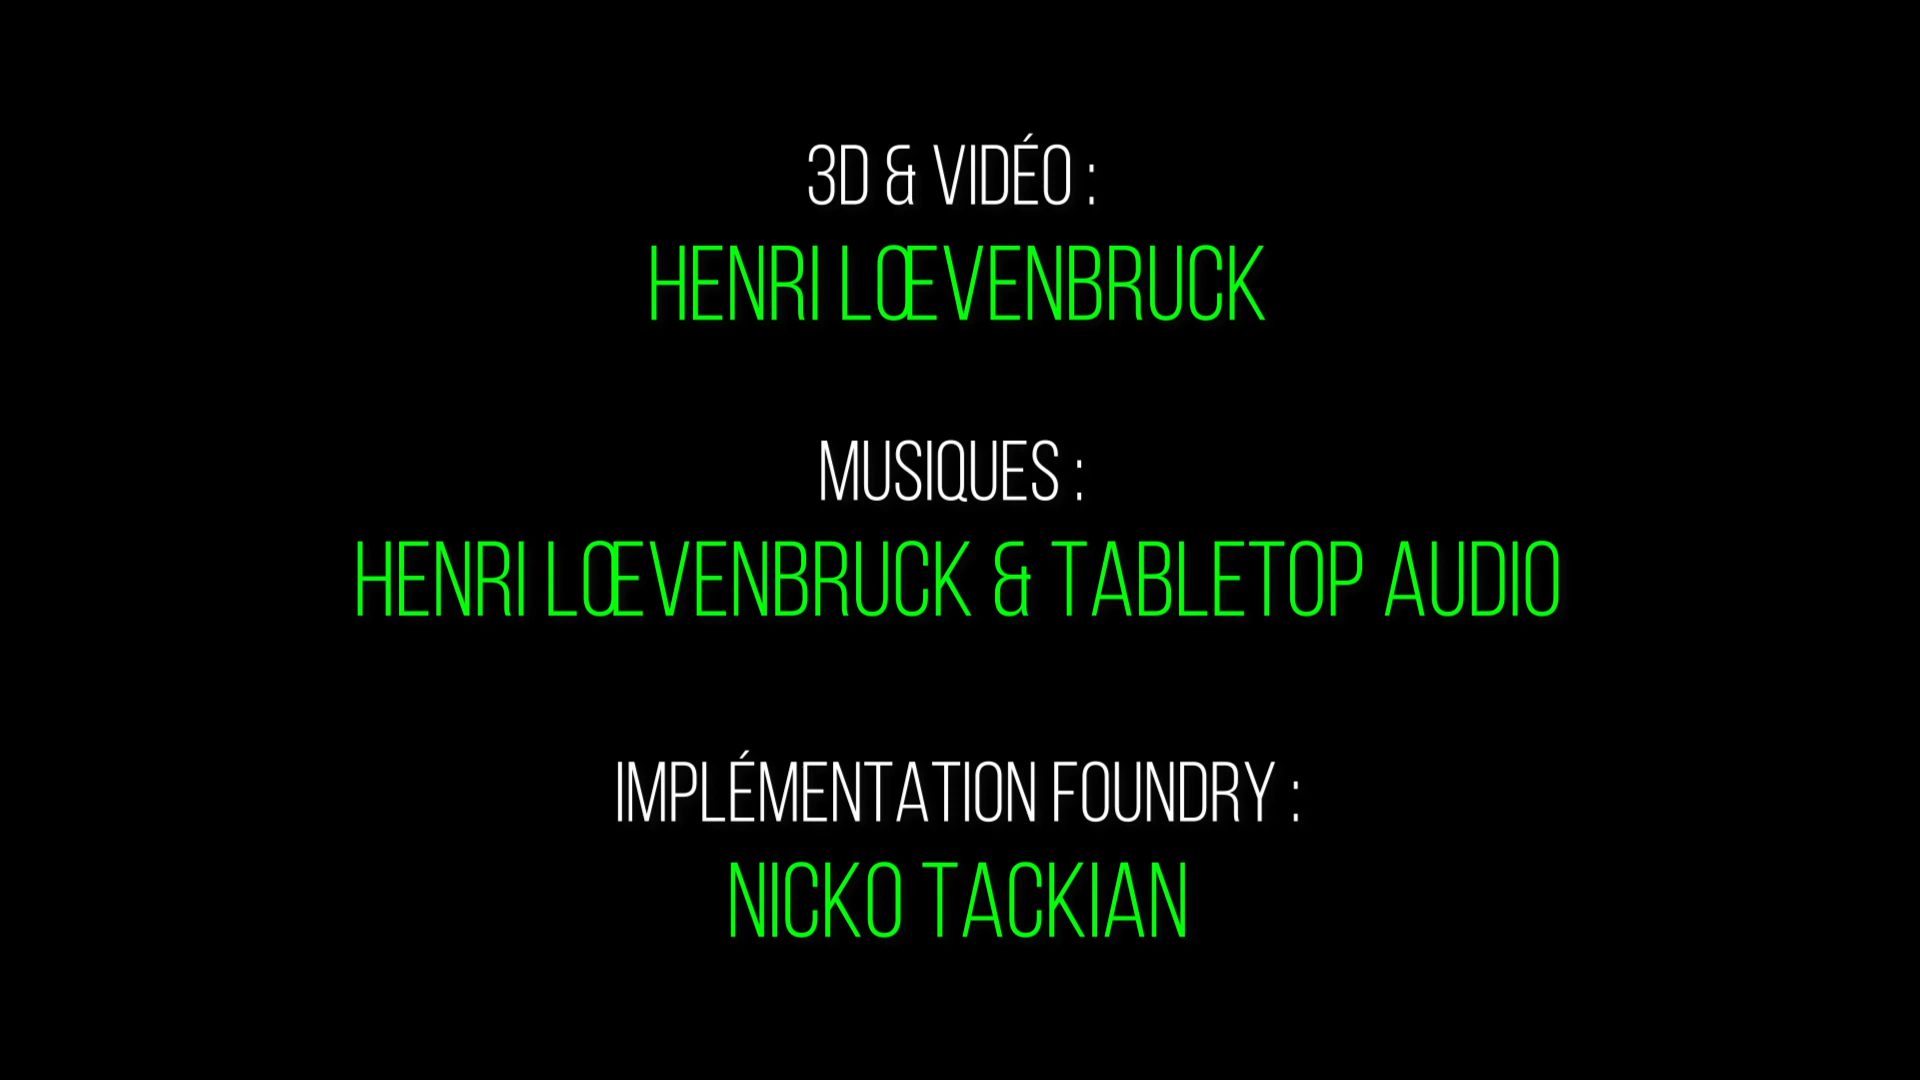 3D & VIDÉO :
HENRI LŒVENBRUCK
MUSIQUES :
HENRI LŒVENBRUCK & TABLETOP AUDIO
IMPLÉMENTATION FOUNDRY :
NICKO TACKIAN